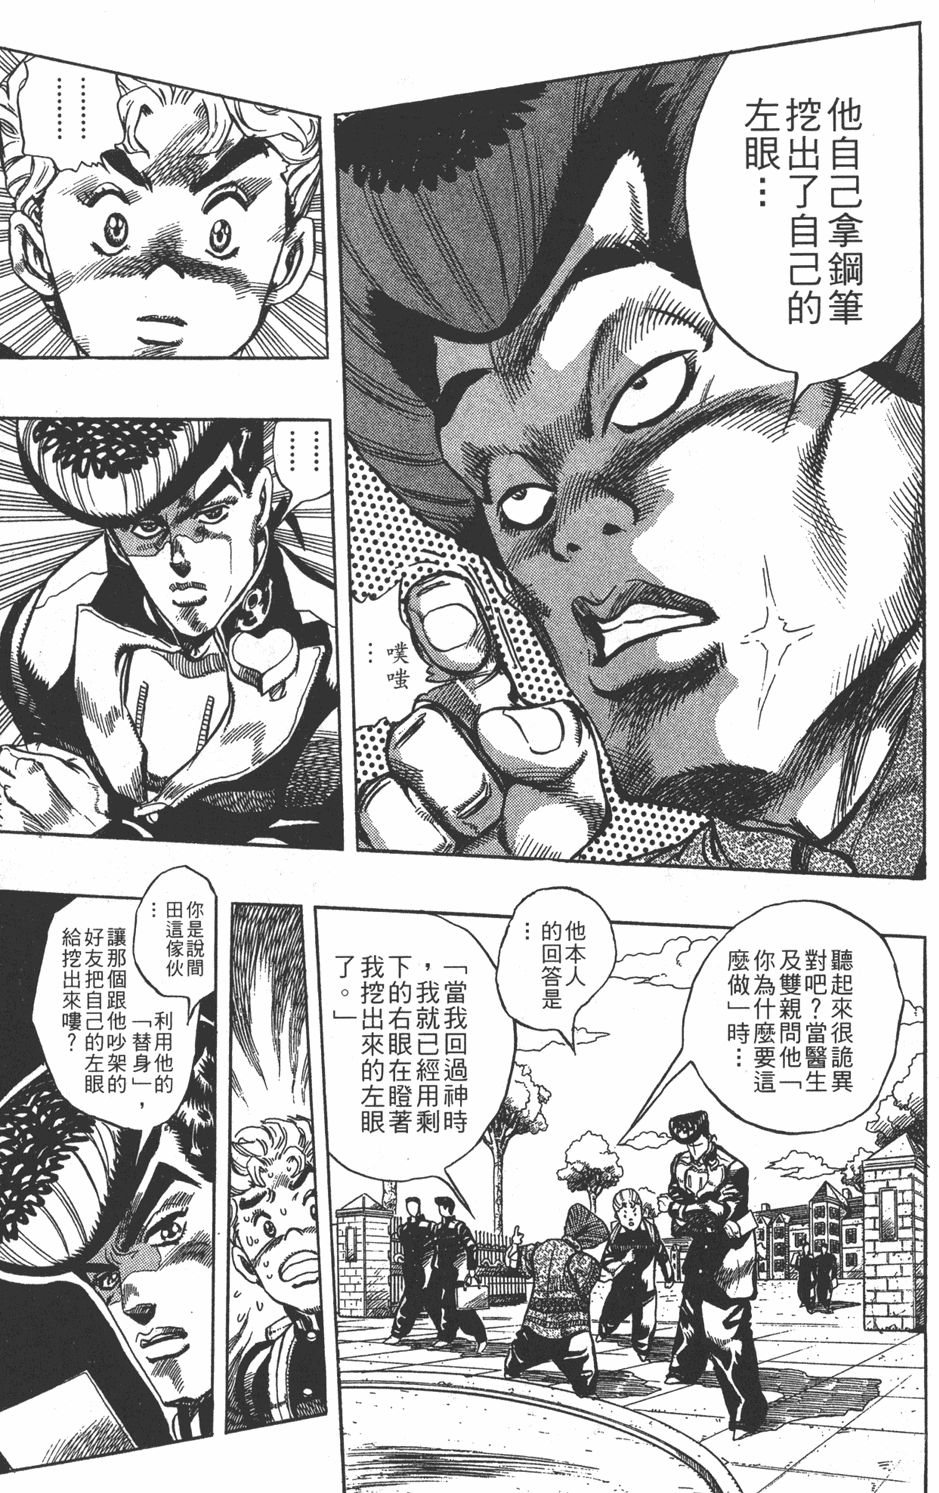 他自己拿鋼筆
挖出了自己的
左眼…
噗嗤
…
……
……
……
……
聽起來很詭異
對吧？當醫生
及雙親問他「
你為什麼要這
麼做」時…
他本人
的回答是
…
「當我回過神時
，我就已經用剩
下的右眼在瞪著
我挖出來的左眼
了。」
你是說間
田這傢伙
…
利用他的
「替身」，
讓那個跟他吵架的
好友把自己的左眼
給挖出來嘍？